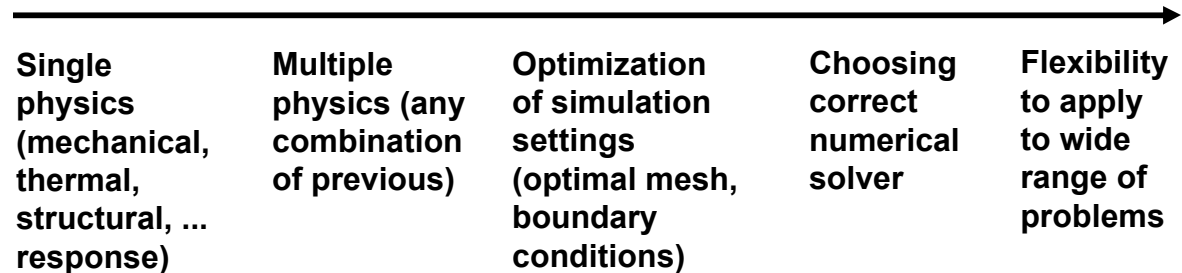 Single
physics
(mechanical,
thermal,
structural, ...
response)
Multiple
physics (any
combination
of previous)
Optimization
of simulation
settings
(optimal mesh,
boundary
conditions)
Choosing
correct
numerical
solver
Flexibility
to apply
to wide
range of
problems